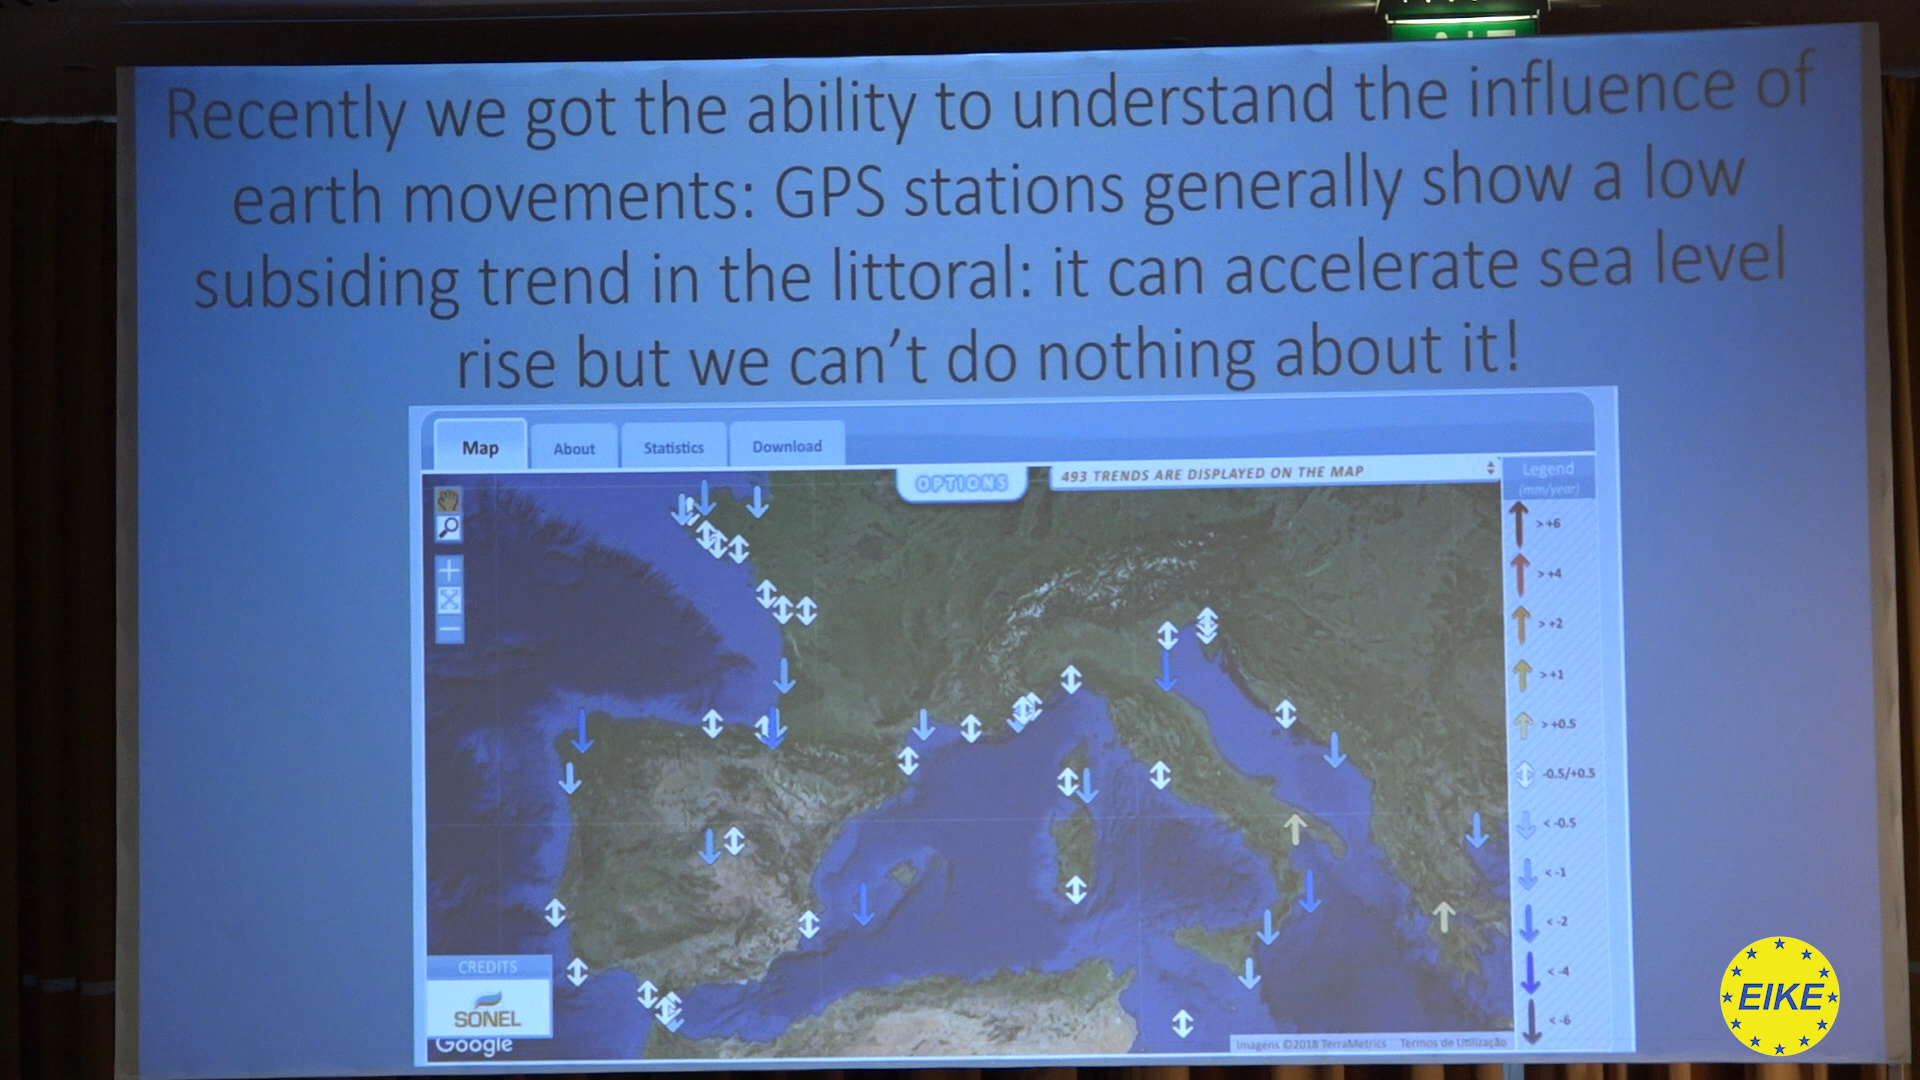 Recently we got the ability to understand the influence of
earth movements: GPS stations generally show a low
subsiding trend in the littoral: it can accelerate sea level
rise but we can't do nothing about it!
Map
About
Statistics
Download
OPTIONS
493 TRENDS ARE DISPLAYED ON THE MAP
Legend
(mm/year)
> +6
> +4
> +2
> +1
> +0.5
-0.5/+0.5
< -0.5
< -1
< -2
< -4
< -6
CREDITS
SONEL
Google
Imagens ©2018 TerraMetrics
Termos de Utilização
EIKE